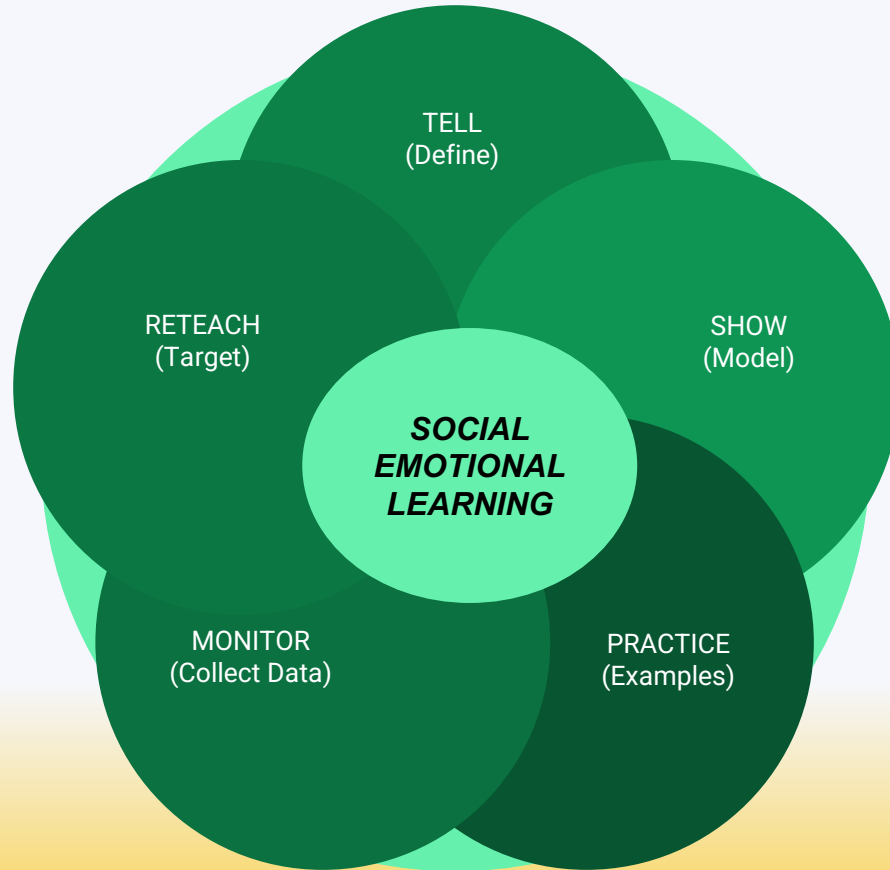 TELL
(Define)
SHOW
(Model)
PRACTICE
(Examples)
MONITOR
(Collect Data)
RETEACH
(Target)
SOCIAL
EMOTIONAL
LEARNING